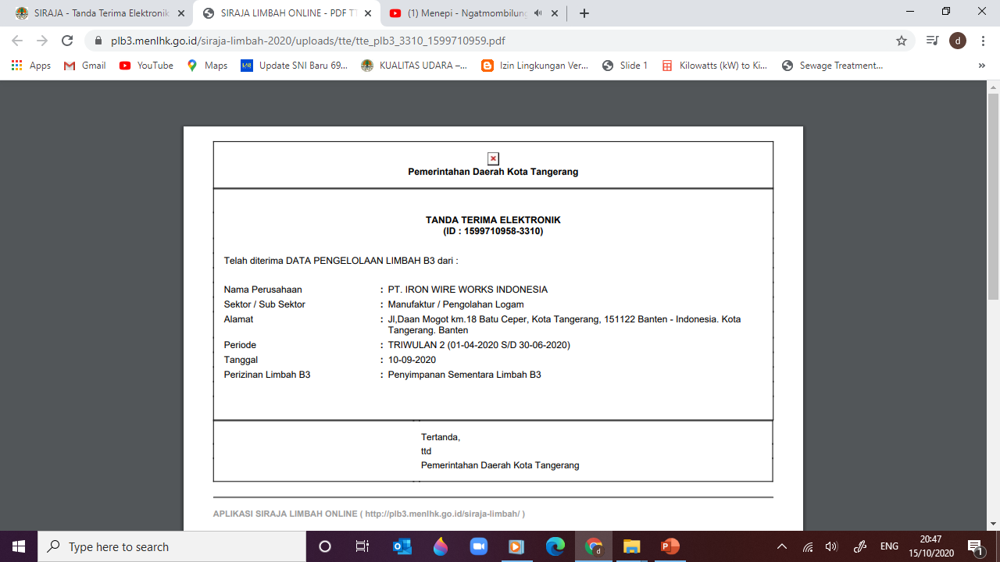 SIRAJA - Tanda Terima Elektronik
SIRAJA LIMBAH ONLINE - PDF TT
(1) Menepi - Ngatmombilung
plb3.menlhk.go.id/siraja-limbah-2020/uploads/tte/tte_plb3_3310_1599710959.pdf
d
Apps
Gmail
YouTube
Maps
Update SNI Baru 69...
KUALITAS UDARA –...
Izin Lingkungan Ver...
Slide 1
Kilowatts (kW) to Ki...
Sewage Treatment...
»
Pemerintahan Daerah Kota Tangerang
TANDA TERIMA ELEKTRONIK
(ID : 1599710958-3310)
Telah diterima DATA PENGELOLAAN LIMBAH B3 dari :
Nama Perusahaan : PT. IRON WIRE WORKS INDONESIA
Sektor / Sub Sektor : Manufaktur / Pengolahan Logam
Alamat : Jl,Daan Mogot km.18 Batu Ceper, Kota Tangerang, 151122 Banten - Indonesia. Kota
Tangerang. Banten
Periode : TRIWULAN 2 (01-04-2020 S/D 30-06-2020)
Tanggal : 10-09-2020
Perizinan Limbah B3 : Penyimpanan Sementara Limbah B3
Tertanda,
ttd
Pemerintahan Daerah Kota Tangerang
APLIKASI SIRAJA LIMBAH ONLINE ( http://plb3.menlhk.go.id/siraja-limbah/ )
Type here to search
ENG
20:47
15/10/2020
1